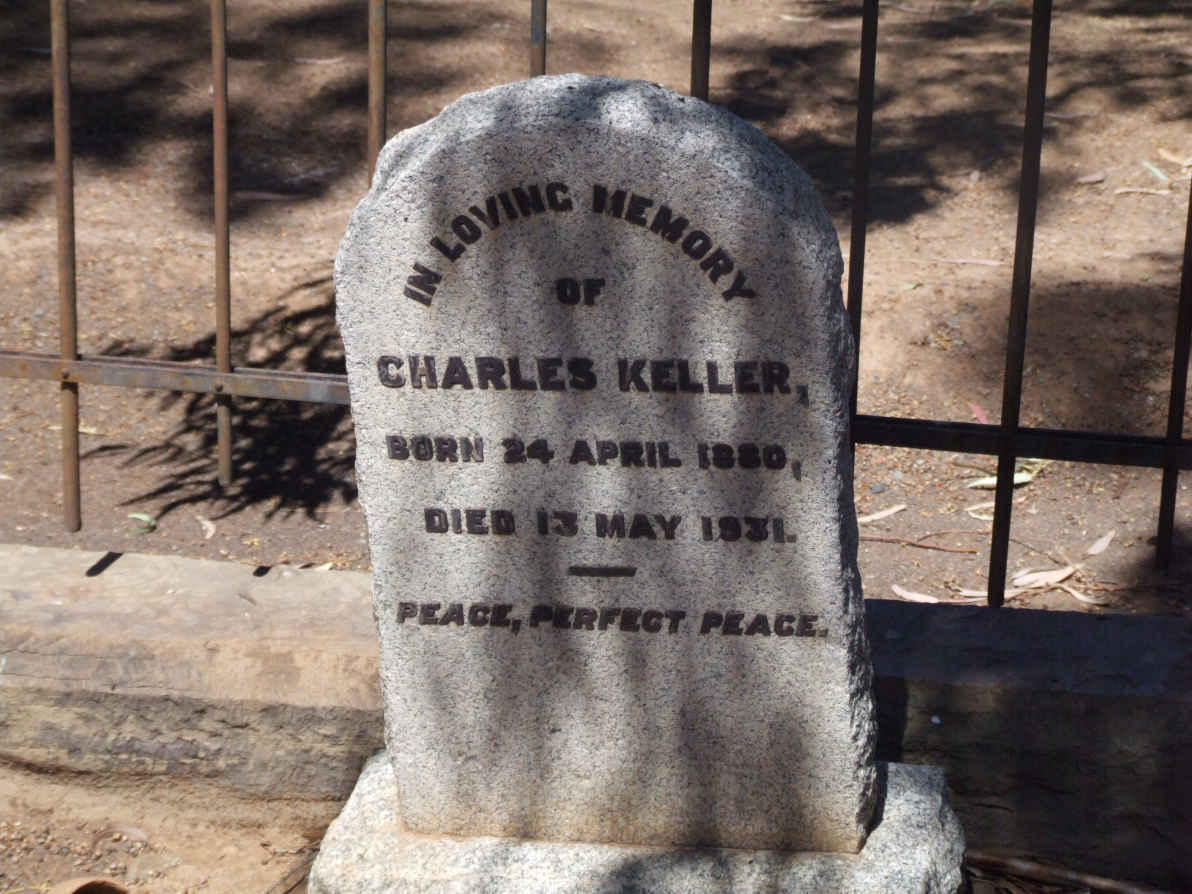 IN LOVING MEMORY
OF
CHARLES KELLER,
BORN 24 APRIL 1880,
DIED 13 MAY 1931.
PEACE, PERFECT PEACE.